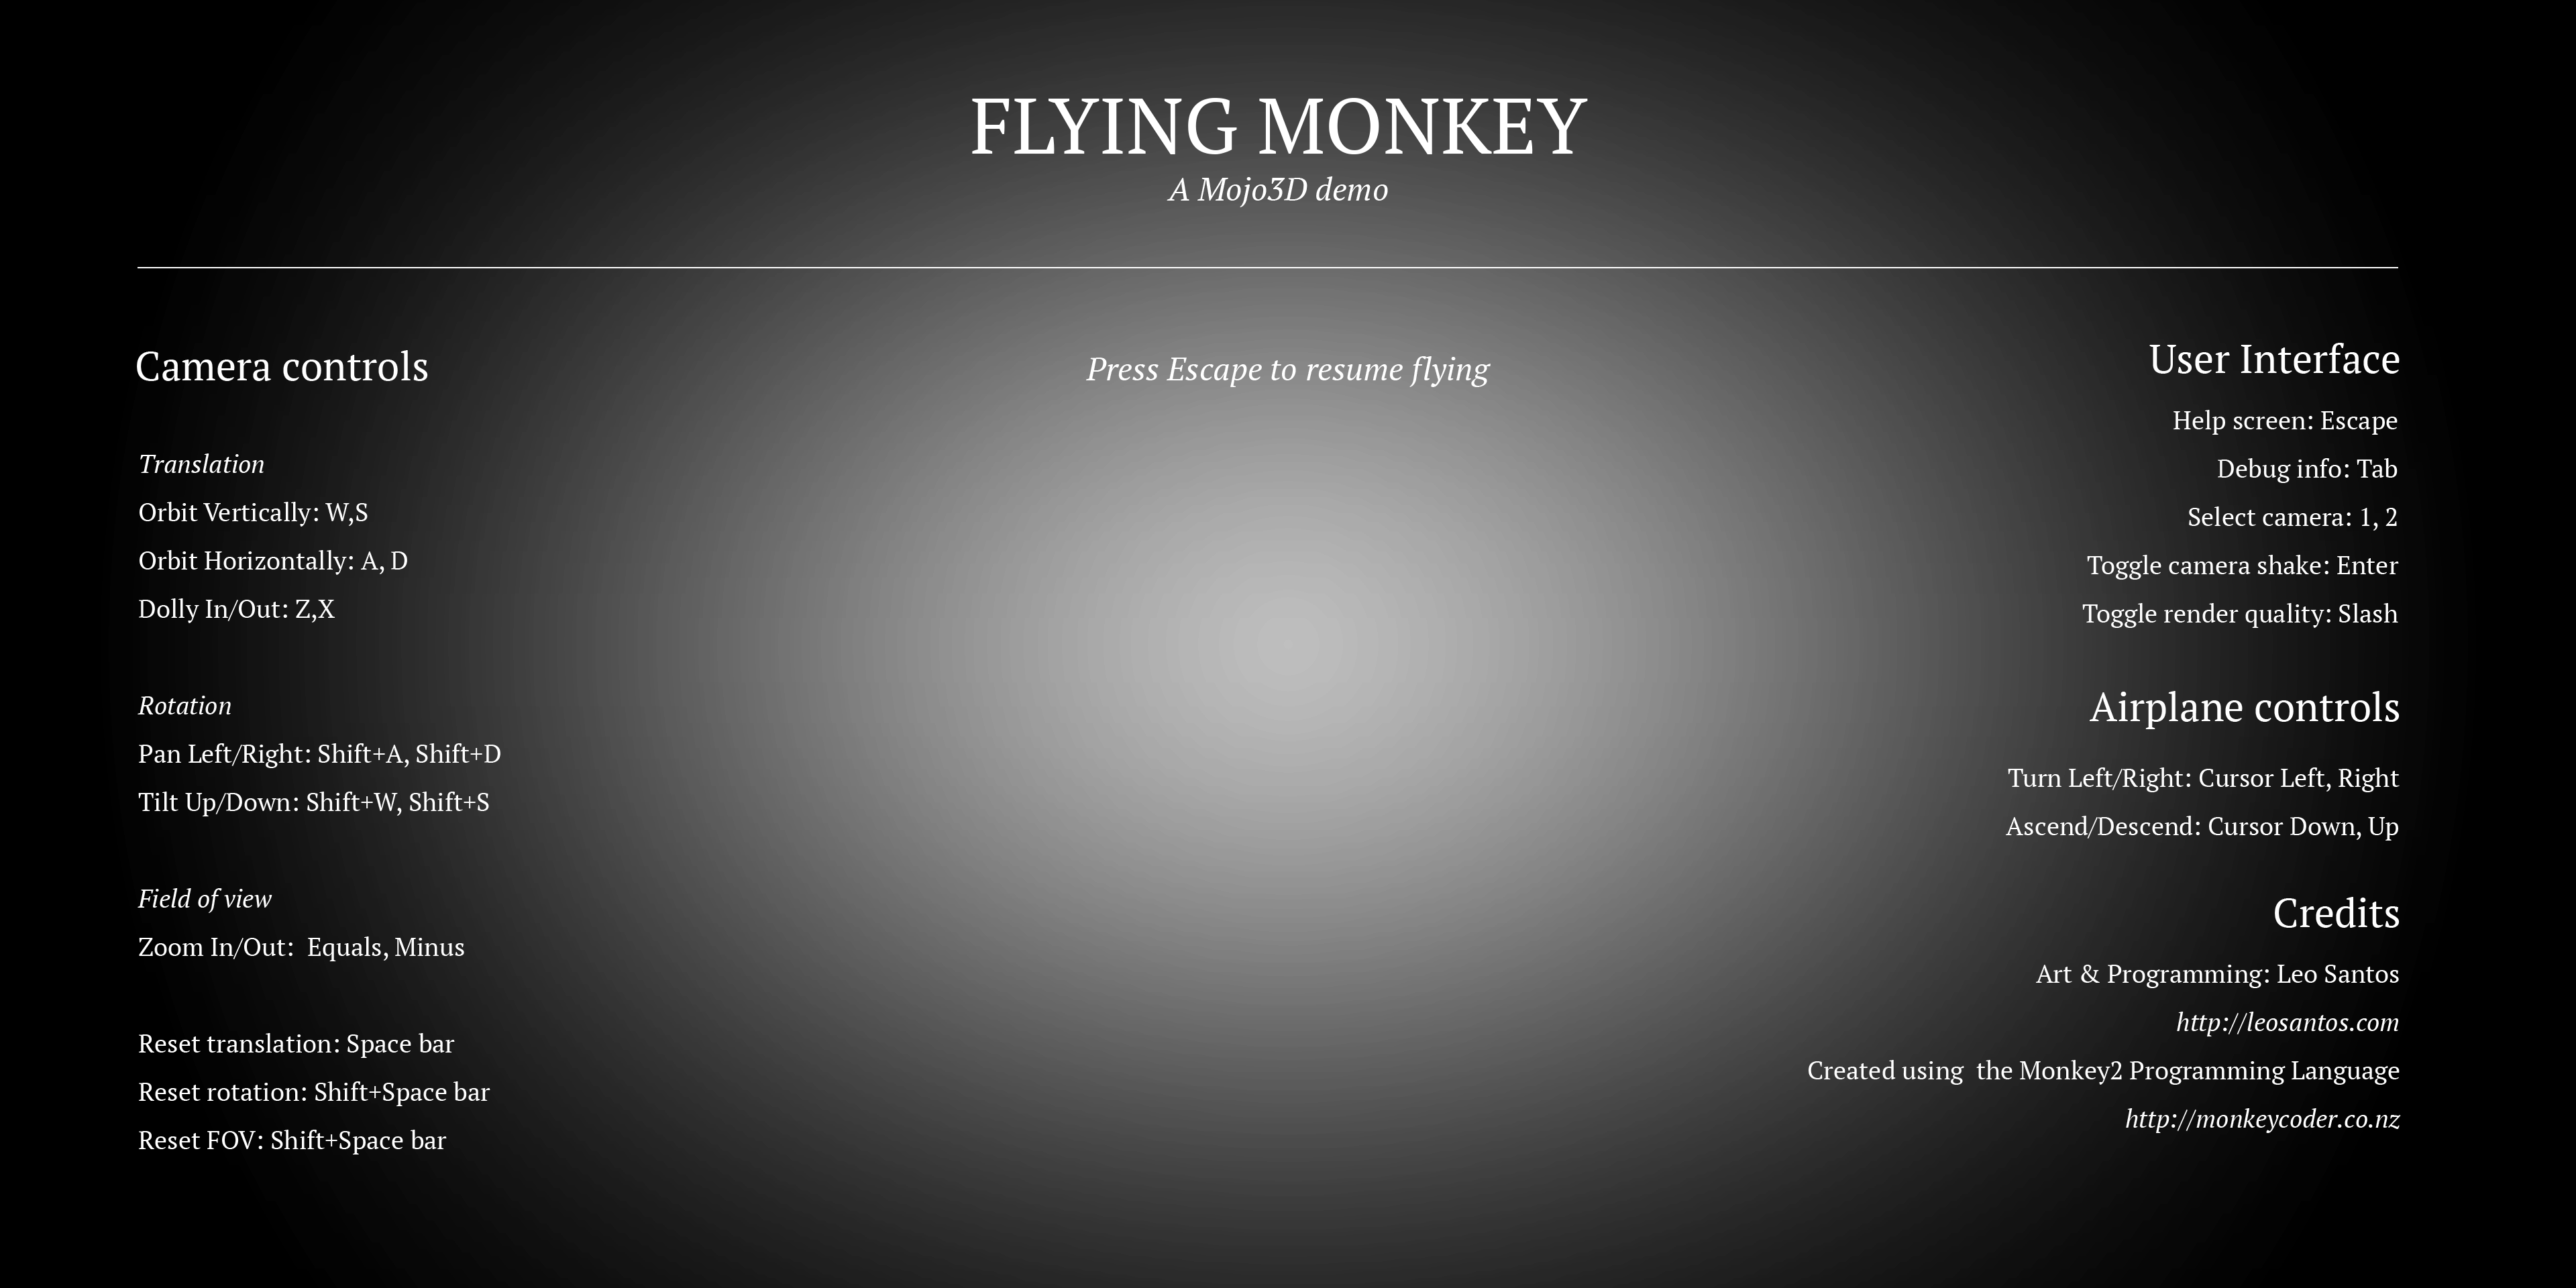 FLYING MONKEY
A Mojo3D demo
Camera controls
Translation
Orbit Vertically: W,S
Orbit Horizontally: A, D
Dolly In/Out: Z,X
Rotation
Pan Left/Right: Shift+A, Shift+D
Tilt Up/Down: Shift+W, Shift+S
Field of view
Zoom In/Out:  Equals, Minus
Reset translation: Space bar
Reset rotation: Shift+Space bar
Reset FOV: Shift+Space bar
Press Escape to resume flying
User Interface
Help screen: Escape
Debug info: Tab
Select camera: 1, 2
Toggle camera shake: Enter
Toggle render quality: Slash
Airplane controls
Turn Left/Right: Cursor Left, Right
Ascend/Descend: Cursor Down, Up
Credits
Art & Programming: Leo Santos
http://leosantos.com
Created using  the Monkey2 Programming Language
http://monkeycoder.co.nz